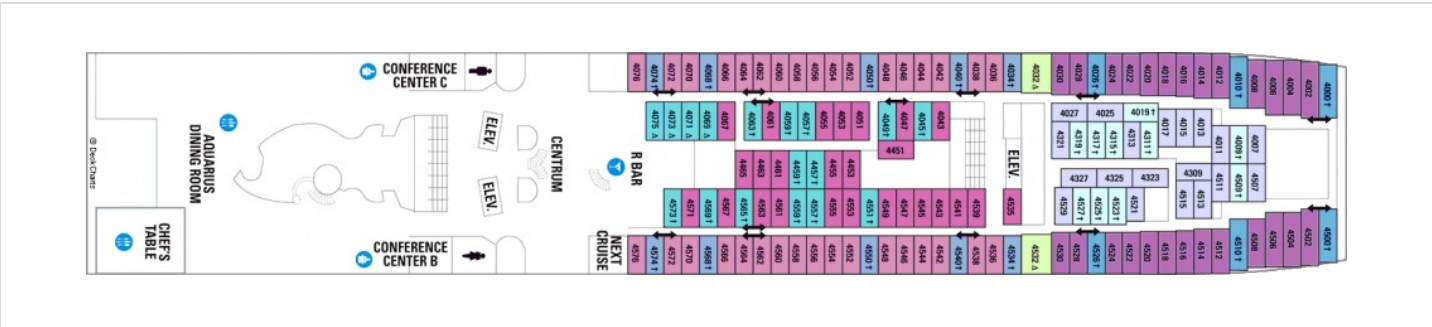 4076 4074† 4072 4070 4068† 4066 4064 4062 4060 4058 4056 4054 4052 4050† 4048 4046 4044 4042 4040† 4038 4036 4034† 4032 Δ 4030 4028 4026† 4024 4022 4020 4018 4016 4014 4012 4010† 4008 4006 4004 4002 4000†
CONFERENCE
CENTER C
4075 Δ 4073 Δ 4071 Δ 4069 Δ 4067 4063† 4061 4059† 4057† 4055 4053 4051 4049† 4047 4045† 4043
4027 4025 4019† 4017 4015 4013 4011 4009† 4007
4321 4319† 4317† 4315† 4313 4311†
4451
4465 4463 4461 4459† 4457† 4455 4453
4327 4325 4323 4309 4511 4509† 4507
4529 4527† 4525† 4523† 4521 4515 4513
4573† 4571 4569† 4567 4565† 4563 4561 4559† 4557† 4555 4553 4551† 4549 4547 4545 4543 4541 4539 4535
ELEV.
ELEV.
ELEV.
CENTRUM
R BAR
AQUARIUS
DINING ROOM
© Deck Charts
CHEF'S
TABLE
CONFERENCE
CENTER B
NEXT
CRUISE
4576 4574† 4572 4570 4568† 4566 4564 4562 4560 4558 4556 4554 4552 4550† 4548 4546 4544 4542 4540† 4538 4536 4534† 4532 Δ 4530 4528 4526† 4524 4522 4520 4518 4516 4514 4512 4510† 4508 4506 4504 4502 4500†